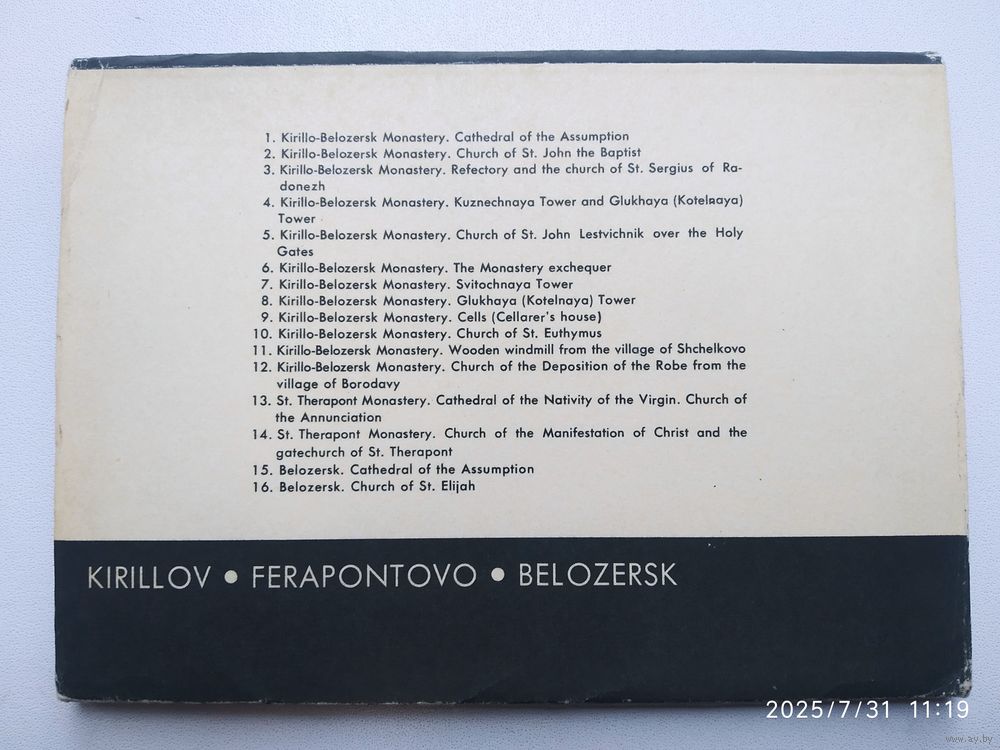 1. Kirillo-Belozersk Monastery. Cathedral of the Assumption
2. Kirillo-Belozersk Monastery. Church of St. John the Baptist
3. Kirillo-Belozersk Monastery. Refectory and the church of St. Sergius of Ra-
donezh
4. Kirillo-Belozersk Monastery. Kuznechnaya Tower and Glukhaya (Kotelnaya)
Tower
5. Kirillo-Belozersk Monastery. Church of St. John Lestvichnik over the Holy
Gates
6. Kirillo-Belozersk Monastery. The Monastery exchequer
7. Kirillo-Belozersk Monastery. Svitochnaya Tower
8. Kirillo-Belozersk Monastery. Glukhaya (Kotelnaya) Tower
9. Kirillo-Belozersk Monastery. Cells (Cellarer's house)
10. Kirillo-Belozersk Monastery. Church of St. Euthymus
11. Kirillo-Belozersk Monastery. Wooden windmill from the village of Shchelkovo
12. Kirillo-Belozersk Monastery. Church of the Deposition of the Robe from the
village of Borodavy
13. St. Therapont Monastery. Cathedral of the Nativity of the Virgin. Church of
the Annunciation
14. St. Therapont Monastery. Church of the Manifestation of Christ and the
gatechurch of St. Therapont
15. Belozersk. Cathedral of the Assumption
16. Belozersk. Church of St. Elijah
KIRILLOV • FERAPONTOVO • BELOZERSK
2025/7/31 11:19
www.ay.by